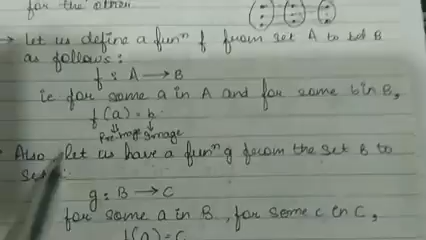 for the other
→ Let us define a funⁿ f from set A to set B
as follows:
f : A → B
ie for some a in A and for some b in B,
f(a) = b
Pre-image image
Also let us have a funⁿ g from the set B to
set
g : B → C
for some a in B, for some c in C,
(a) = C